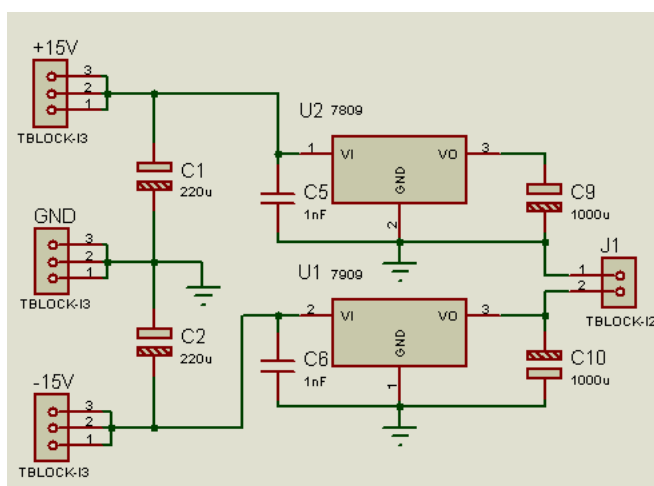 +15V
3
2
1
TBLOCK-I3
C1
220u
GND
3
2
1
TBLOCK-I3
C2
220u
-15V
3
2
1
TBLOCK-I3
U2 7809
1 VI VO 3
GND
2
C5
1nF
C9
1000u
U1 7909
2 VI VO 3
GND
1
C6
1nF
J1
1
2
TBLOCK-I2
C10
1000u